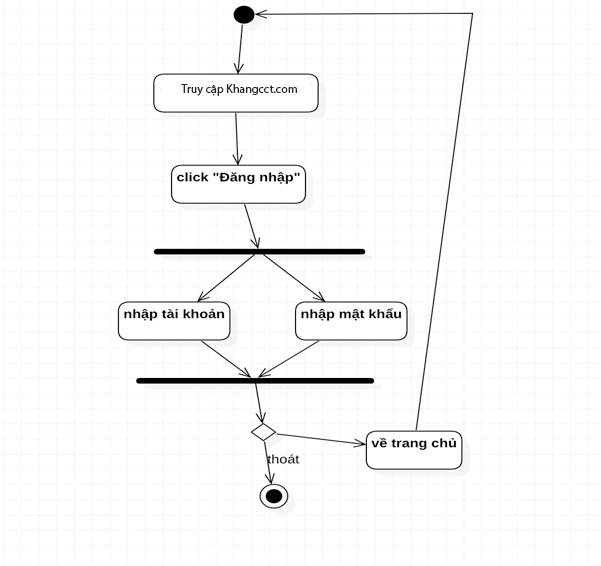 Truy cập Khangcct.com
click "Đăng nhập"
nhập tài khoản
nhập mật khẩu
về trang chủ
thoát